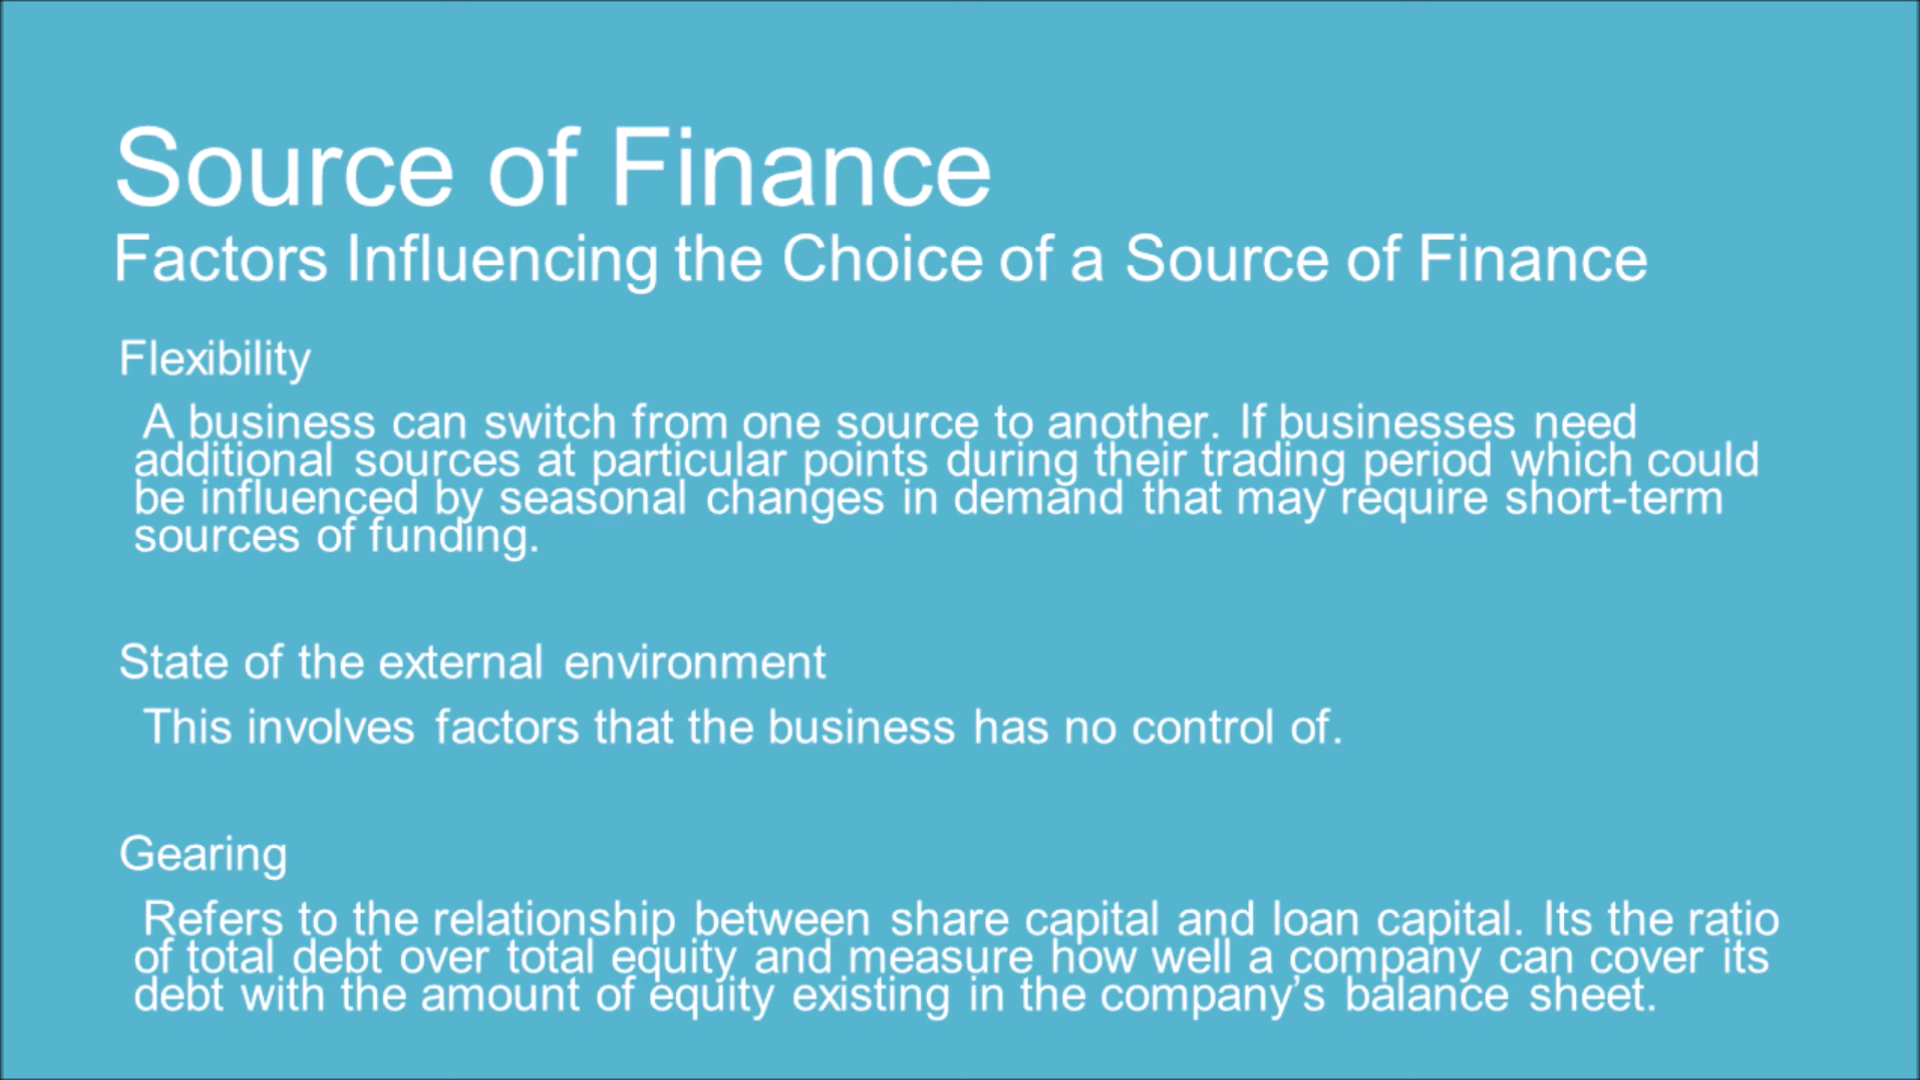 Source of Finance
Factors Influencing the Choice of a Source of Finance
Flexibility
A business can switch from one source to another. If businesses need
additional sources at particular points during their trading period which could
be influenced by seasonal changes in demand that may require short-term
sources of funding.
State of the external environment
This involves factors that the business has no control of.
Gearing
Refers to the relationship between share capital and loan capital. Its the ratio
of total debt over total equity and measure how well a company can cover its
debt with the amount of equity existing in the company’s balance sheet.